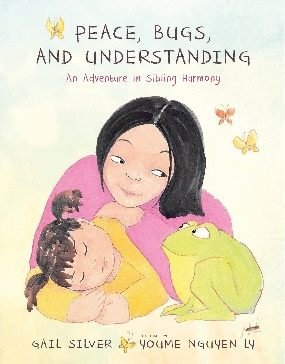 PEACE, BUGS,
AND UNDERSTANDING
An Adventure in Sibling Harmony
GAIL SILVER
YOUME NGUYEN LY